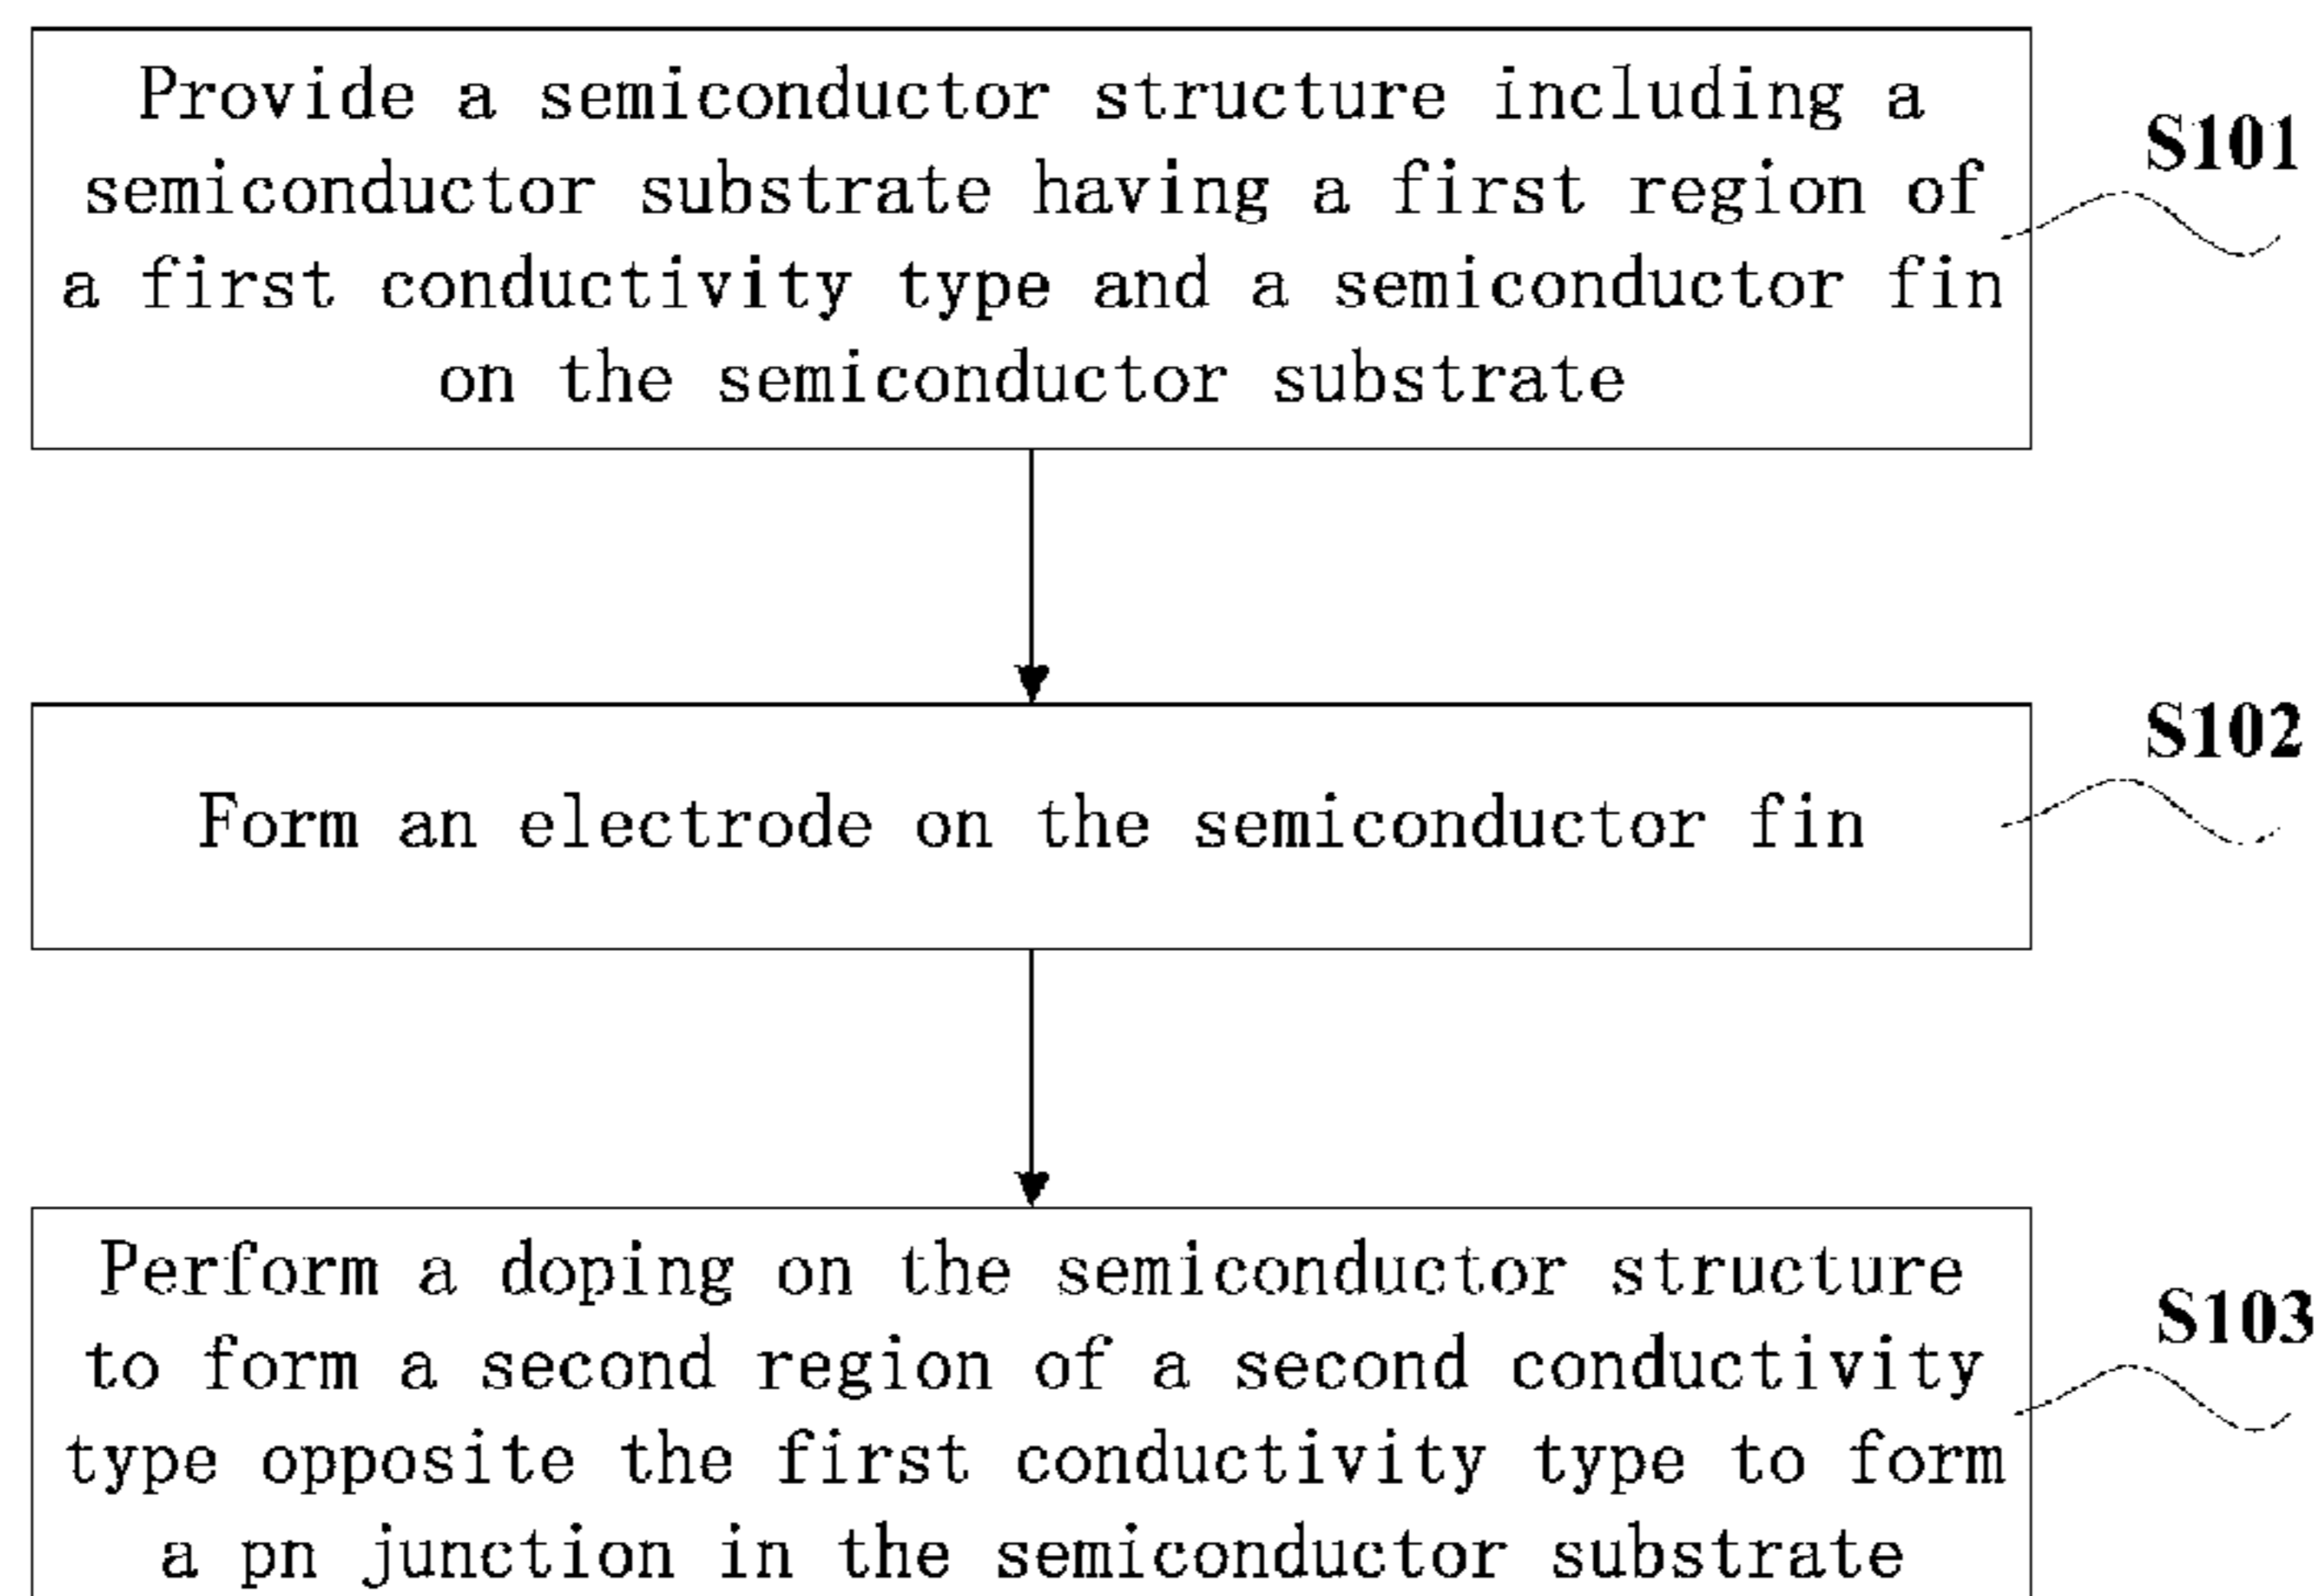 Provide a semiconductor structure including a
semiconductor substrate having a first region of
a first conductivity type and a semiconductor fin
on the semiconductor substrate
S101
Form an electrode on the semiconductor fin
S102
Perform a doping on the semiconductor structure
to form a second region of a second conductivity
type opposite the first conductivity type to form
a pn junction in the semiconductor substrate
S103